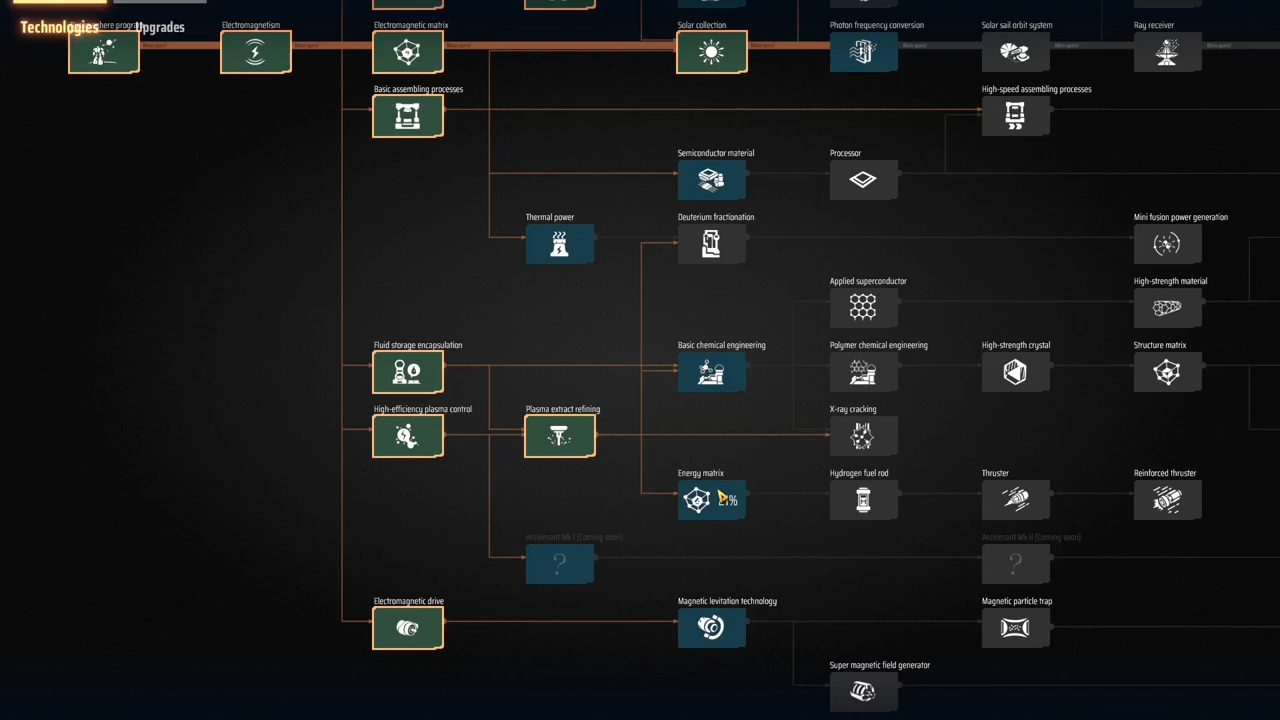 Technologies
Upgrades
Electromagnetism
Electromagnetic matrix
Solar collection
Photon frequency conversion
Solar sail orbit system
Ray receiver
Basic assembling processes
High-speed assembling processes
Semiconductor material
Processor
Thermal power
Deuterium fractionation
Mini fusion power generation
Applied superconductor
High-strength material
Fluid storage encapsulation
Basic chemical engineering
Polymer chemical engineering
High-strength crystal
Structure matrix
High-efficiency plasma control
Plasma extract refining
X-ray cracking
Energy matrix
Hydrogen fuel rod
Thruster
Reinforced thruster
21%
Accelerant Mk.I (Coming soon)
?
Accelerant Mk.II (Coming soon)
?
Electromagnetic drive
Magnetic levitation technology
Magnetic particle trap
Super magnetic field generator